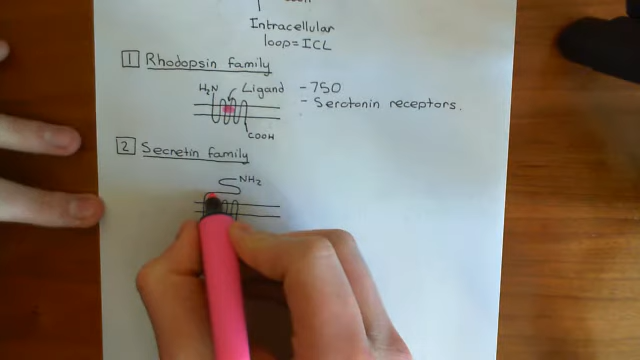 Intracellular
loop=ICL
1 Rhodopsin family
H2N Ligand - 750
- Serotonin receptors.
COOH
2 Secretin family
NH2